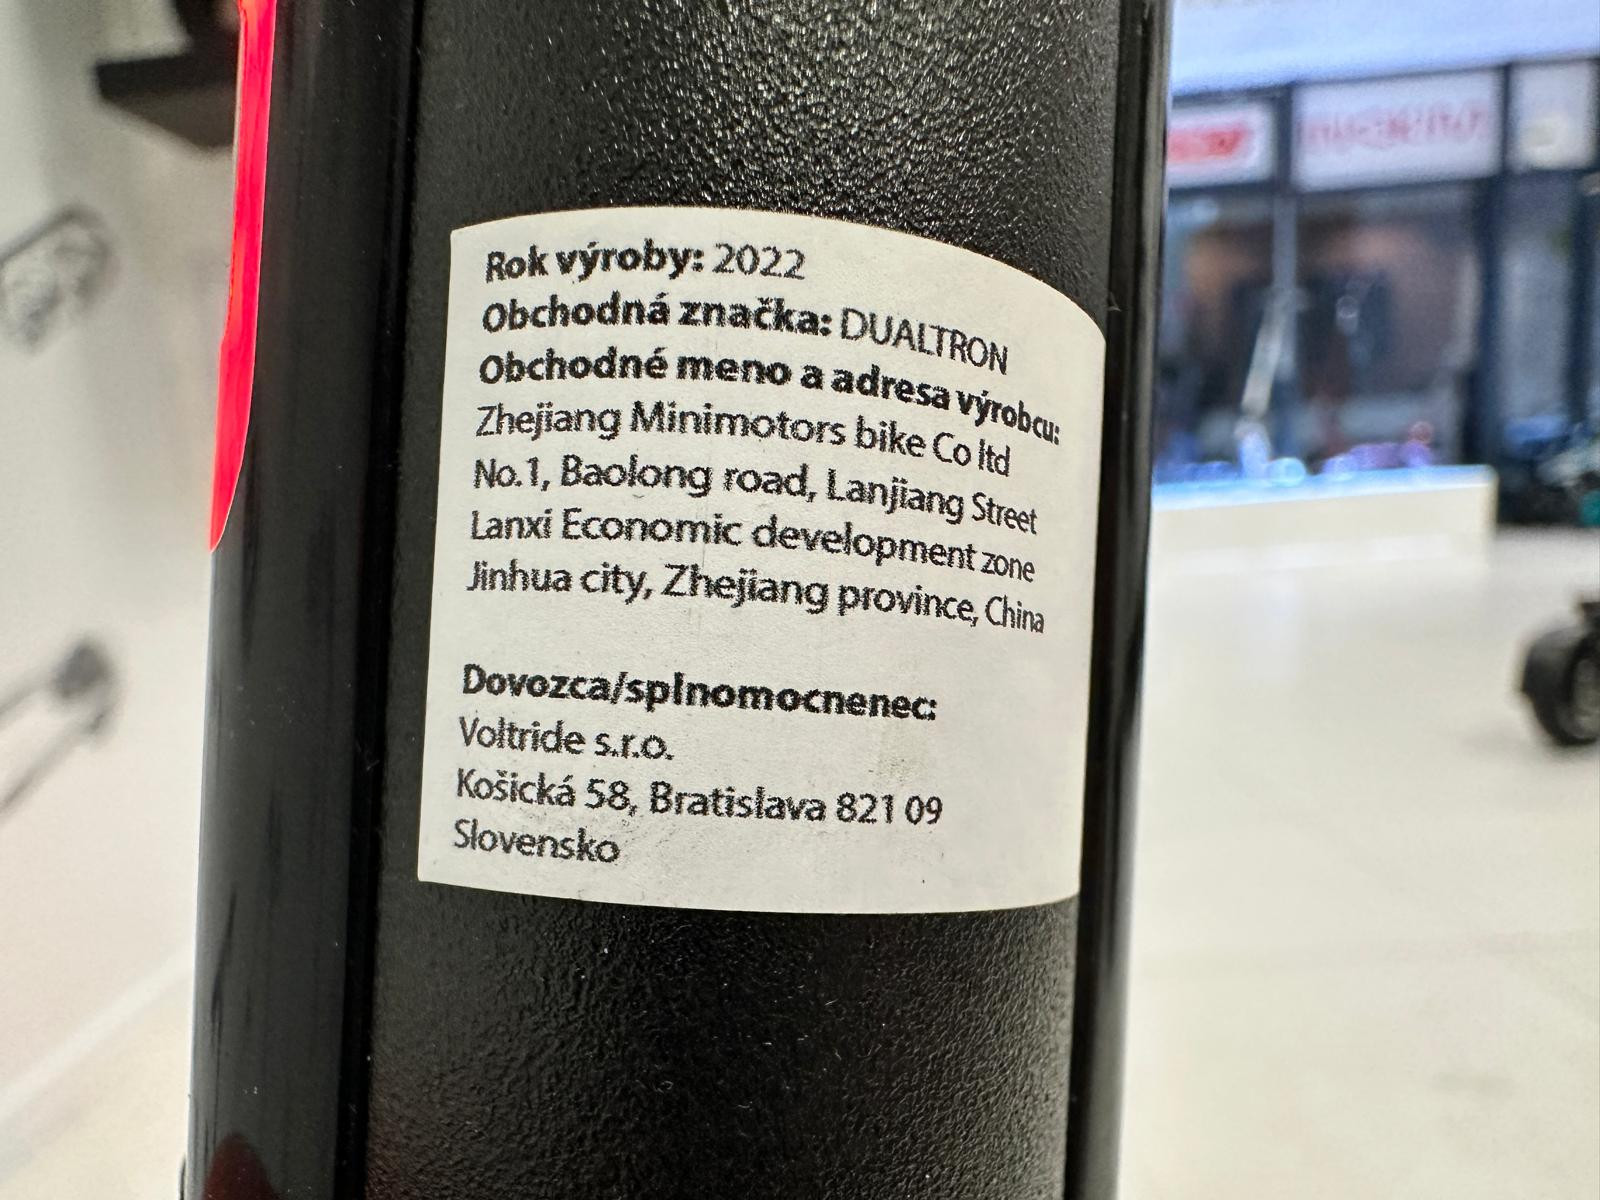 Rok výroby: 2022
Obchodná značka: DUALTRON
Obchodné meno a adresa výrobcu:
Zhejiang Minimotors bike Co ltd
No.1, Baolong road, Lanjiang Street
Lanxi Economic development zone
Jinhua city, Zhejiang province, China
Dovozca/splnomocnenec:
Voltride s.r.o.
Košická 58, Bratislava 821 09
Slovensko